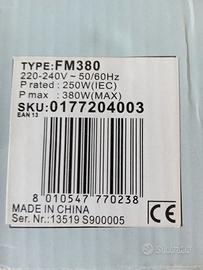 TYPE:FM380
220-240V ~ 50/60Hz
P rated : 250W(IEC)
P max : 380W(MAX)
SKU:0177204003
EAN 13
8 010547 770238
MADE IN CHINA
Ser. Nr.: 13519 S900005
CE
subito